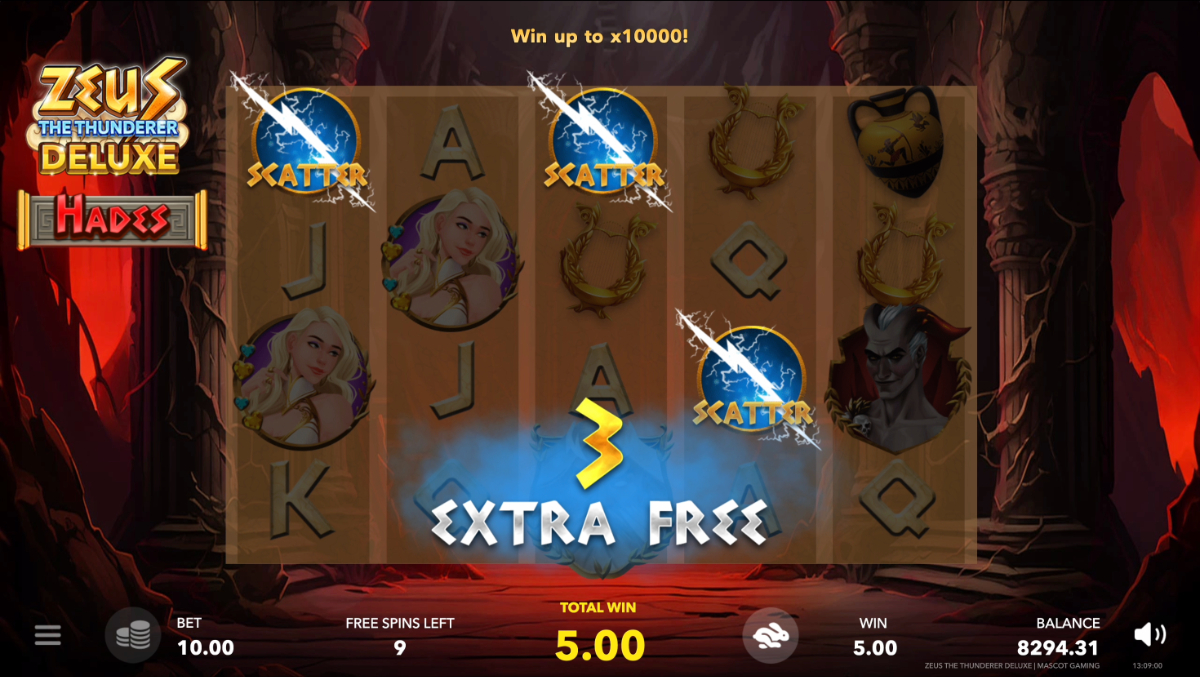 Win up to x10000!
ZEUS
THE THUNDERER
DELUXE
HADES
SCATTER
SCATTER
A
J
Q
J
A
SCATTER
3
K
Q
A
Q
EXTRA FREE
BET
10.00
FREE SPINS LEFT
9
TOTAL WIN
5.00
WIN
5.00
BALANCE
8294.31
ZEUS THE THUNDERER DELUXE | MASCOT GAMING
13:09:00